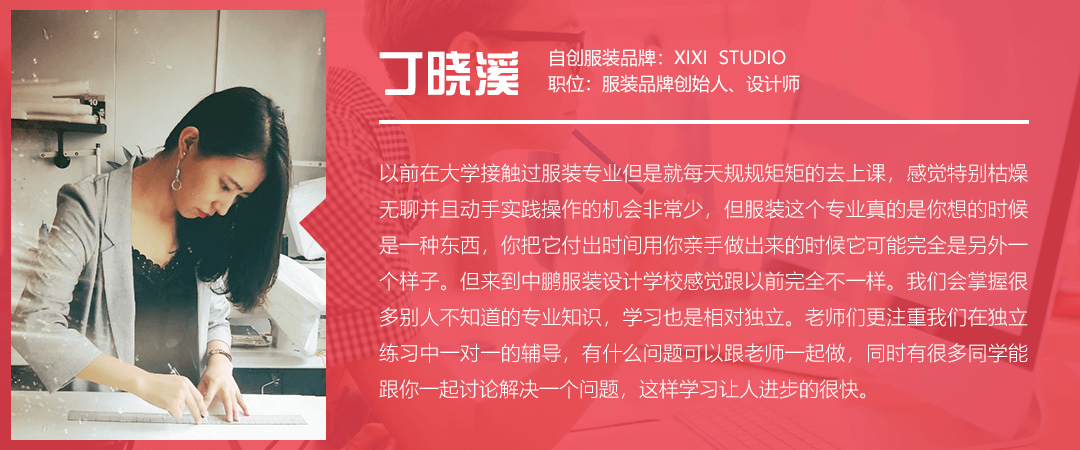 丁晓溪
自创服装品牌：XIXI STUDIO
职位：服装品牌创始人、设计师
以前在大学接触过服装专业但是就每天规规矩矩的去上课，感觉特别枯燥
无聊并且动手实践操作的机会非常少，但服装这个专业真的是你想的时候
是一种东西，你把它付出时间用你亲手做出来的时候它可能完全是另外一
个样子。但来到中鹏服装设计学校感觉跟以前完全不一样。我们会掌握很
多别人不知道的专业知识，学习也是相对独立。老师们更注重我们在独立
练习中一对一的辅导，有什么问题可以跟老师一起做，同时有很多同学能
跟你一起讨论解决一个问题，这样学习让人进步的很快。